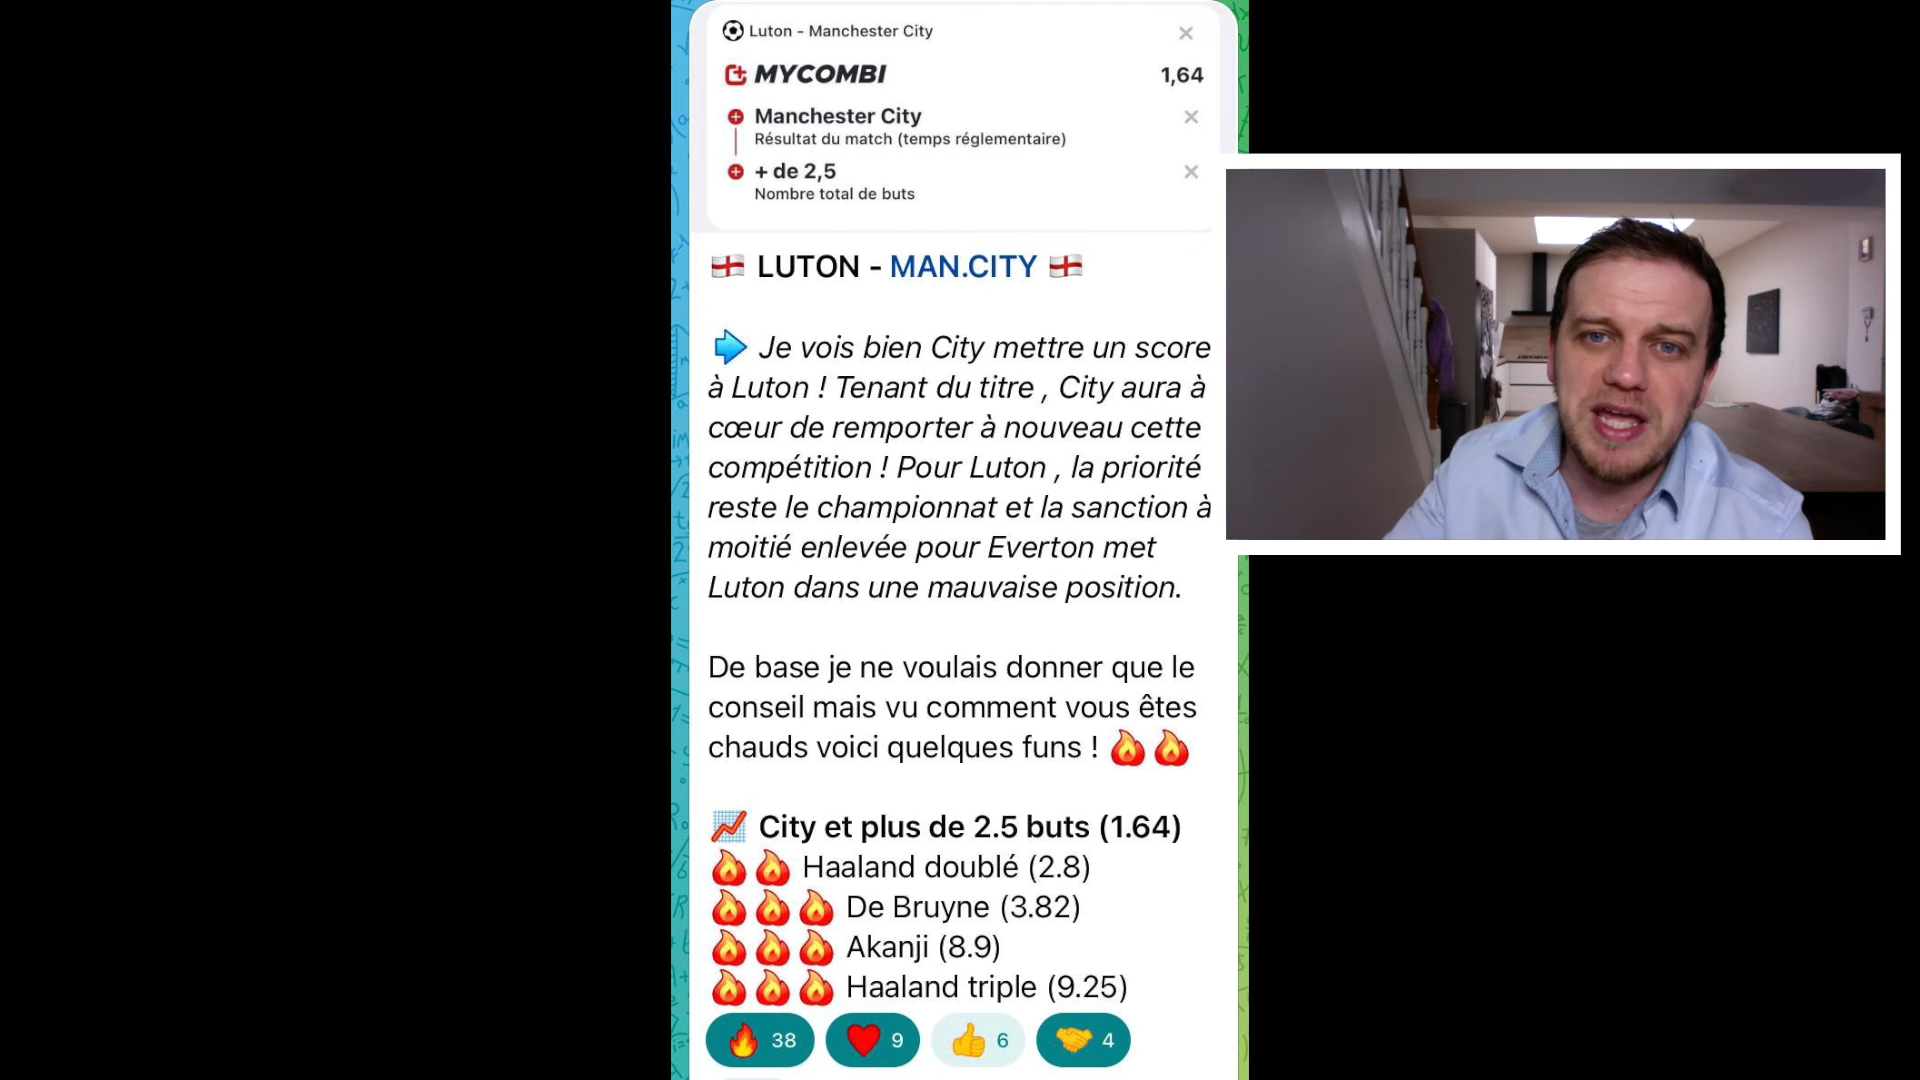 Luton - Manchester City
MYCOMBI 1,64
Manchester City
Résultat du match (temps réglementaire)
+ de 2,5
Nombre total de buts
LUTON - MAN.CITY
Je vois bien City mettre un score
à Luton ! Tenant du titre , City aura à
cœur de remporter à nouveau cette
compétition ! Pour Luton , la priorité
reste le championnat et la sanction à
moitié enlevée pour Everton met
Luton dans une mauvaise position.
De base je ne voulais donner que le
conseil mais vu comment vous êtes
chauds voici quelques funs ! 🔥🔥
City et plus de 2.5 buts (1.64)
🔥🔥 Haaland doublé (2.8)
🔥🔥🔥 De Bruyne (3.82)
🔥🔥🔥 Akanji (8.9)
🔥🔥🔥 Haaland triple (9.25)
🔥 38 ❤️ 9 👍 6 🤝 4